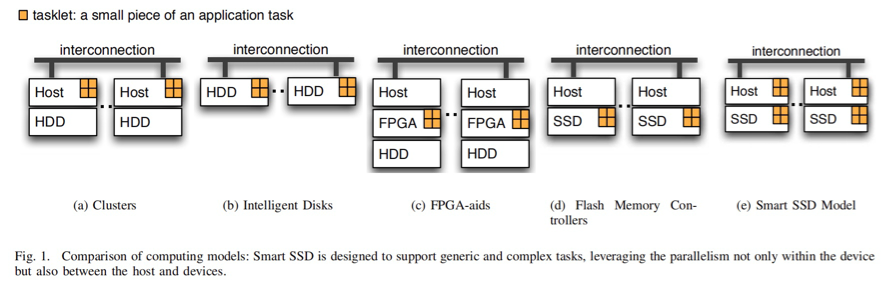 tasklet: a small piece of an application task
interconnection
interconnection
interconnection
interconnection
interconnection
Host
..
Host
HDD
HDD
HDD
..
HDD
Host
..
Host
FPGA
FPGA
HDD
HDD
Host
..
Host
SSD
SSD
Host
..
Host
SSD
SSD
(a) Clusters
(b) Intelligent Disks
(c) FPGA-aids
(d) Flash Memory Con-
trollers
(e) Smart SSD Model
Fig. 1. Comparison of computing models: Smart SSD is designed to support generic and complex tasks, leveraging the parallelism not only within the device
but also between the host and devices.